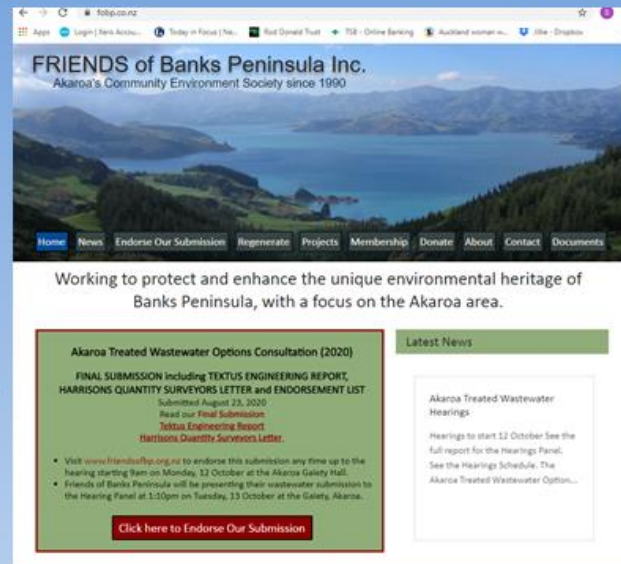 fobp.co.nz
Apps Login | Xero Accou... Today in Focus | Ne... Rod Donald Trust TSB - Online Banking Auckland woman w... Jillie - Dropbox
FRIENDS of Banks Peninsula Inc.
Akaroa's Community Environment Society since 1990
Home News Endorse Our Submission Regenerate Projects Membership Donate About Contact Documents
Working to protect and enhance the unique environmental heritage of
Banks Peninsula, with a focus on the Akaroa area.
Akaroa Treated Wastewater Options Consultation (2020)
FINAL SUBMISSION including TEKTUS ENGINEERING REPORT,
HARRISONS QUANTITY SURVEYORS LETTER and ENDORSEMENT LIST
Submitted August 23, 2020
Read our Final Submission
Tektus Engineering Report
Harrisons Quantity Surveyors Letter
• Visit www.friendsofbp.org.nz to endorse this submission any time up to the
hearing starting 9am on Monday, 12 October at the Akaroa Gaiety Hall.
• Friends of Banks Peninsula will be presenting their wastewater submission to
the Hearing Panel at 1:10pm on Tuesday, 13 October at the Gaiety, Akaroa.
Click here to Endorse Our Submission
Latest News
Akaroa Treated Wastewater
Hearings
Hearings to start 12 October See the
full report for the Hearings Panel.
See the Hearings Schedule. The
Akaroa Treated Wastewater Option...